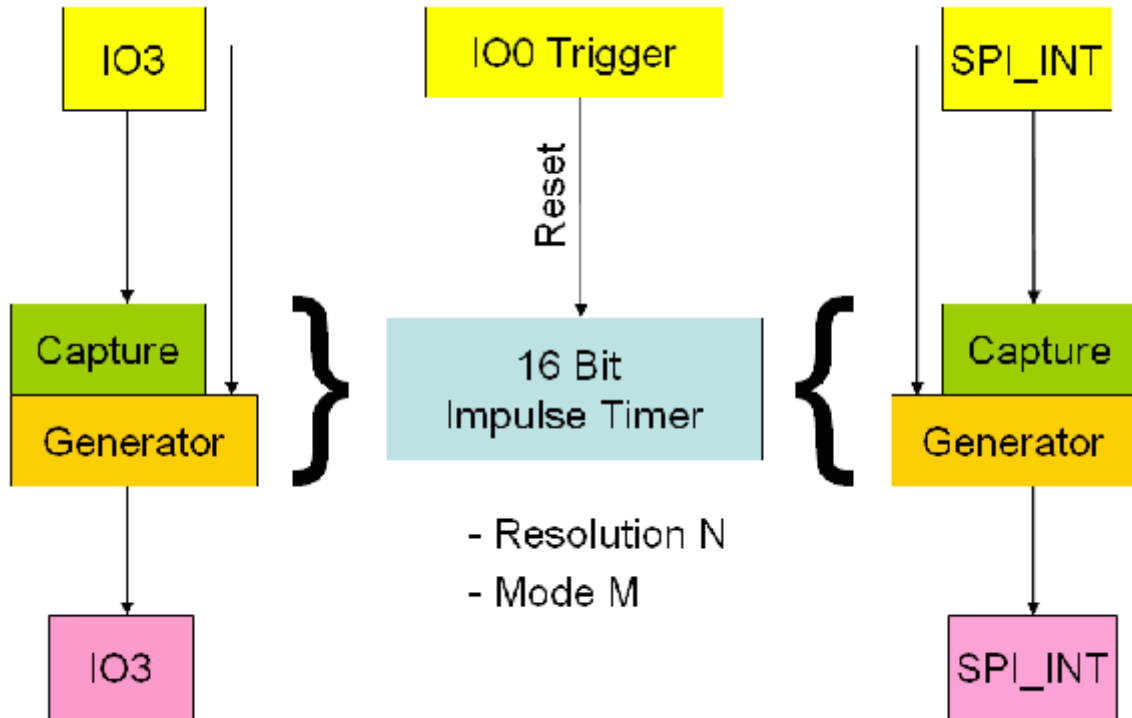 IO3
IO0 Trigger
SPI_INT
Reset
Capture
Generator
16 Bit
Impulse Timer
Capture
Generator
- Resolution N
- Mode M
IO3
SPI_INT